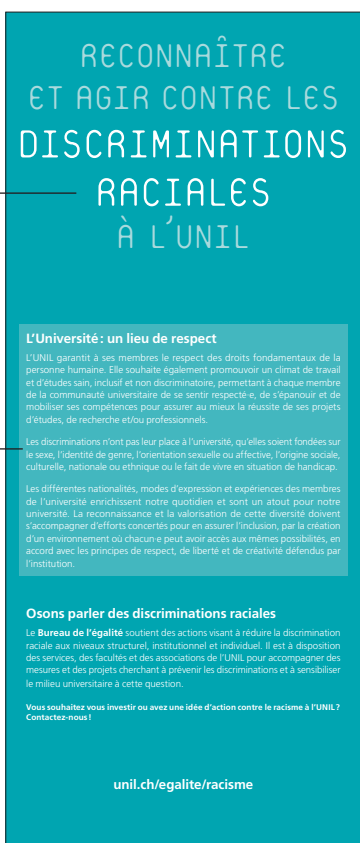 RECONNAÎTRE
ET AGIR CONTRE LES
DISCRIMINATIONS
RACIALES
À L'UNIL
L'Université : un lieu de respect
L'UNIL garantit à ses membres le respect des droits fondamentaux de la
personne humaine. Elle souhaite également promouvoir un climat de travail
et d'études sain, inclusif et non discriminatoire, permettant à chaque membre
de la communauté universitaire de se sentir respecté·e, de s'épanouir et de
mobiliser ses compétences pour assurer au mieux la réussite de ses projets
d'études, de recherche et/ou professionnels.
Les discriminations n'ont pas leur place à l'université, qu'elles soient fondées sur
le sexe, l'identité de genre, l'orientation sexuelle ou affective, l'origine sociale,
culturelle, nationale ou ethnique ou le fait de vivre en situation de handicap.
Les différentes nationalités, modes d'expression et expériences des membres
de l'université enrichissent notre quotidien et sont un atout pour notre
université. La reconnaissance et la valorisation de cette diversité doivent
s'accompagner d'efforts concertés pour en assurer l'inclusion, par la création
d'un environnement où chacun·e peut avoir accès aux mêmes possibilités, en
accord avec les principes de respect, de liberté et de créativité défendus par
l'institution.
Osons parler des discriminations raciales
Le Bureau de l'égalité soutient des actions visant à réduire la discrimination
raciale aux niveaux structurel, institutionnel et individuel. Il est à disposition
des services, des facultés et des associations de l'UNIL pour accompagner des
mesures et des projets cherchant à prévenir les discriminations et à sensibiliser
le milieu universitaire à cette question.
Vous souhaitez vous investir ou avez une idée d'action contre le racisme à l'UNIL ?
Contactez-nous !
unil.ch/egalite/racisme